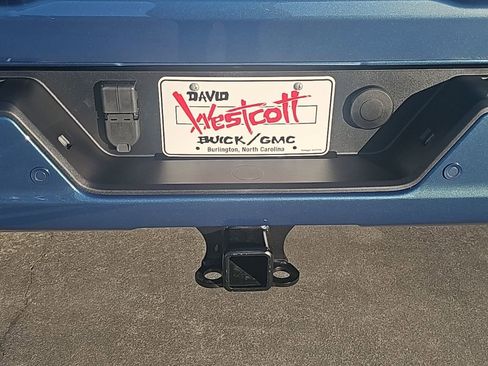 DAVID
Westcott
BUICK/GMC
Burlington, North Carolina